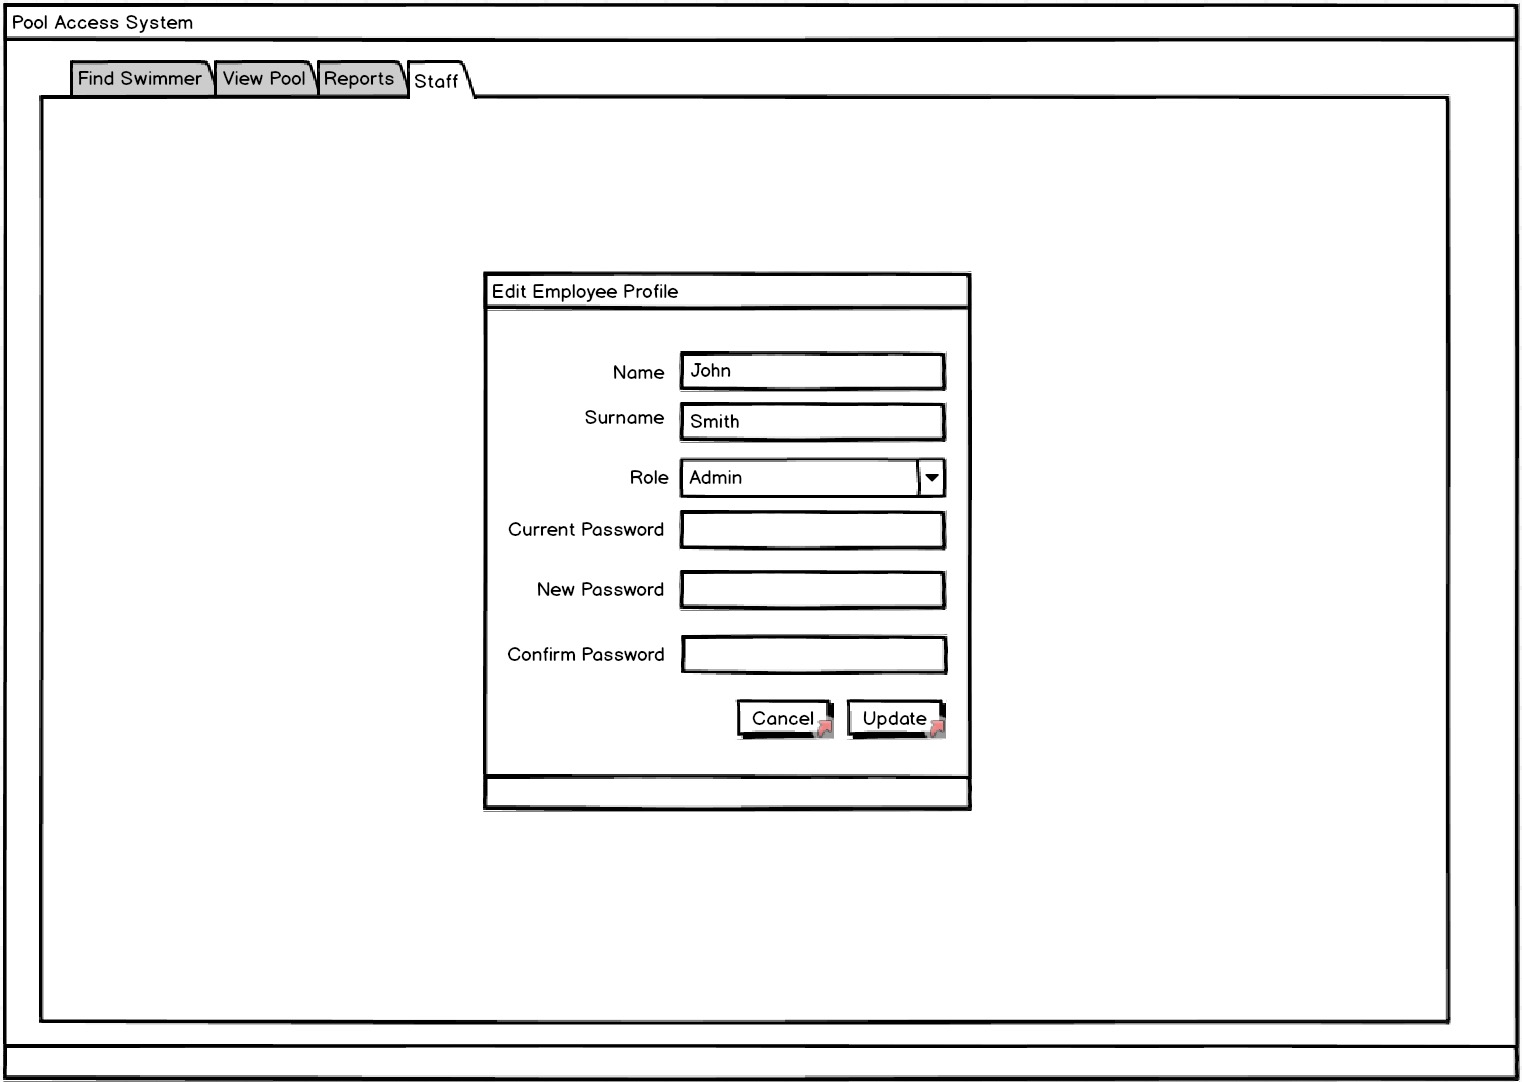 Pool Access System
Find Swimmer View Pool Reports Staff
Edit Employee Profile
Name John
Surname Smith
Role Admin
Current Password
New Password
Confirm Password
Cancel Update